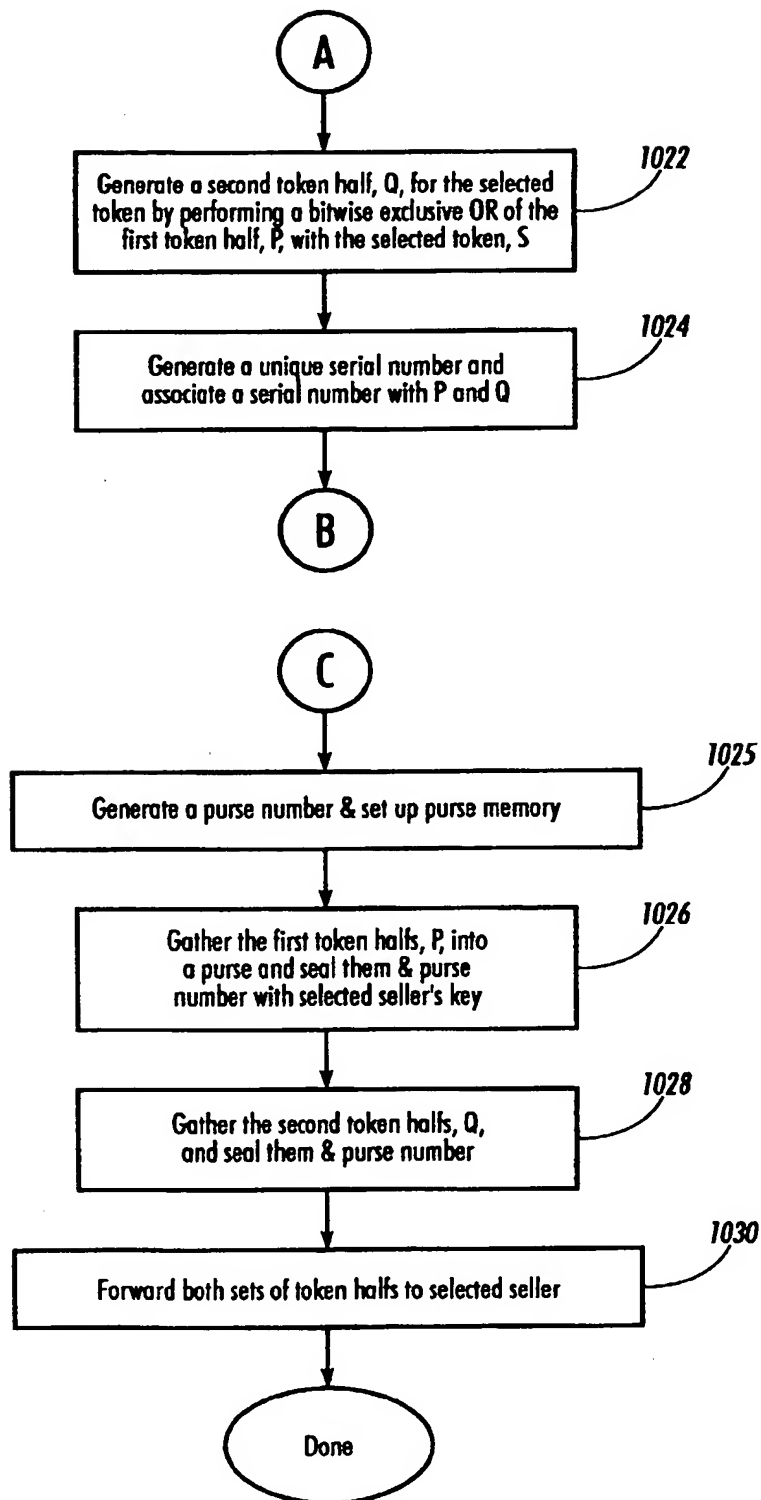 A
1022
Generate a second token half, Q, for the selected
token by performing a bitwise exclusive OR of the
first token half, P, with the selected token, S
1024
Generate a unique serial number and
associate a serial number with P and Q
B
C
1025
Generate a purse number & set up purse memory
1026
Gather the first token halfs, P, into
a purse and seal them & purse
number with selected seller's key
1028
Gather the second token halfs, Q,
and seal them & purse number
1030
Forward both sets of token halfs to selected seller
Done